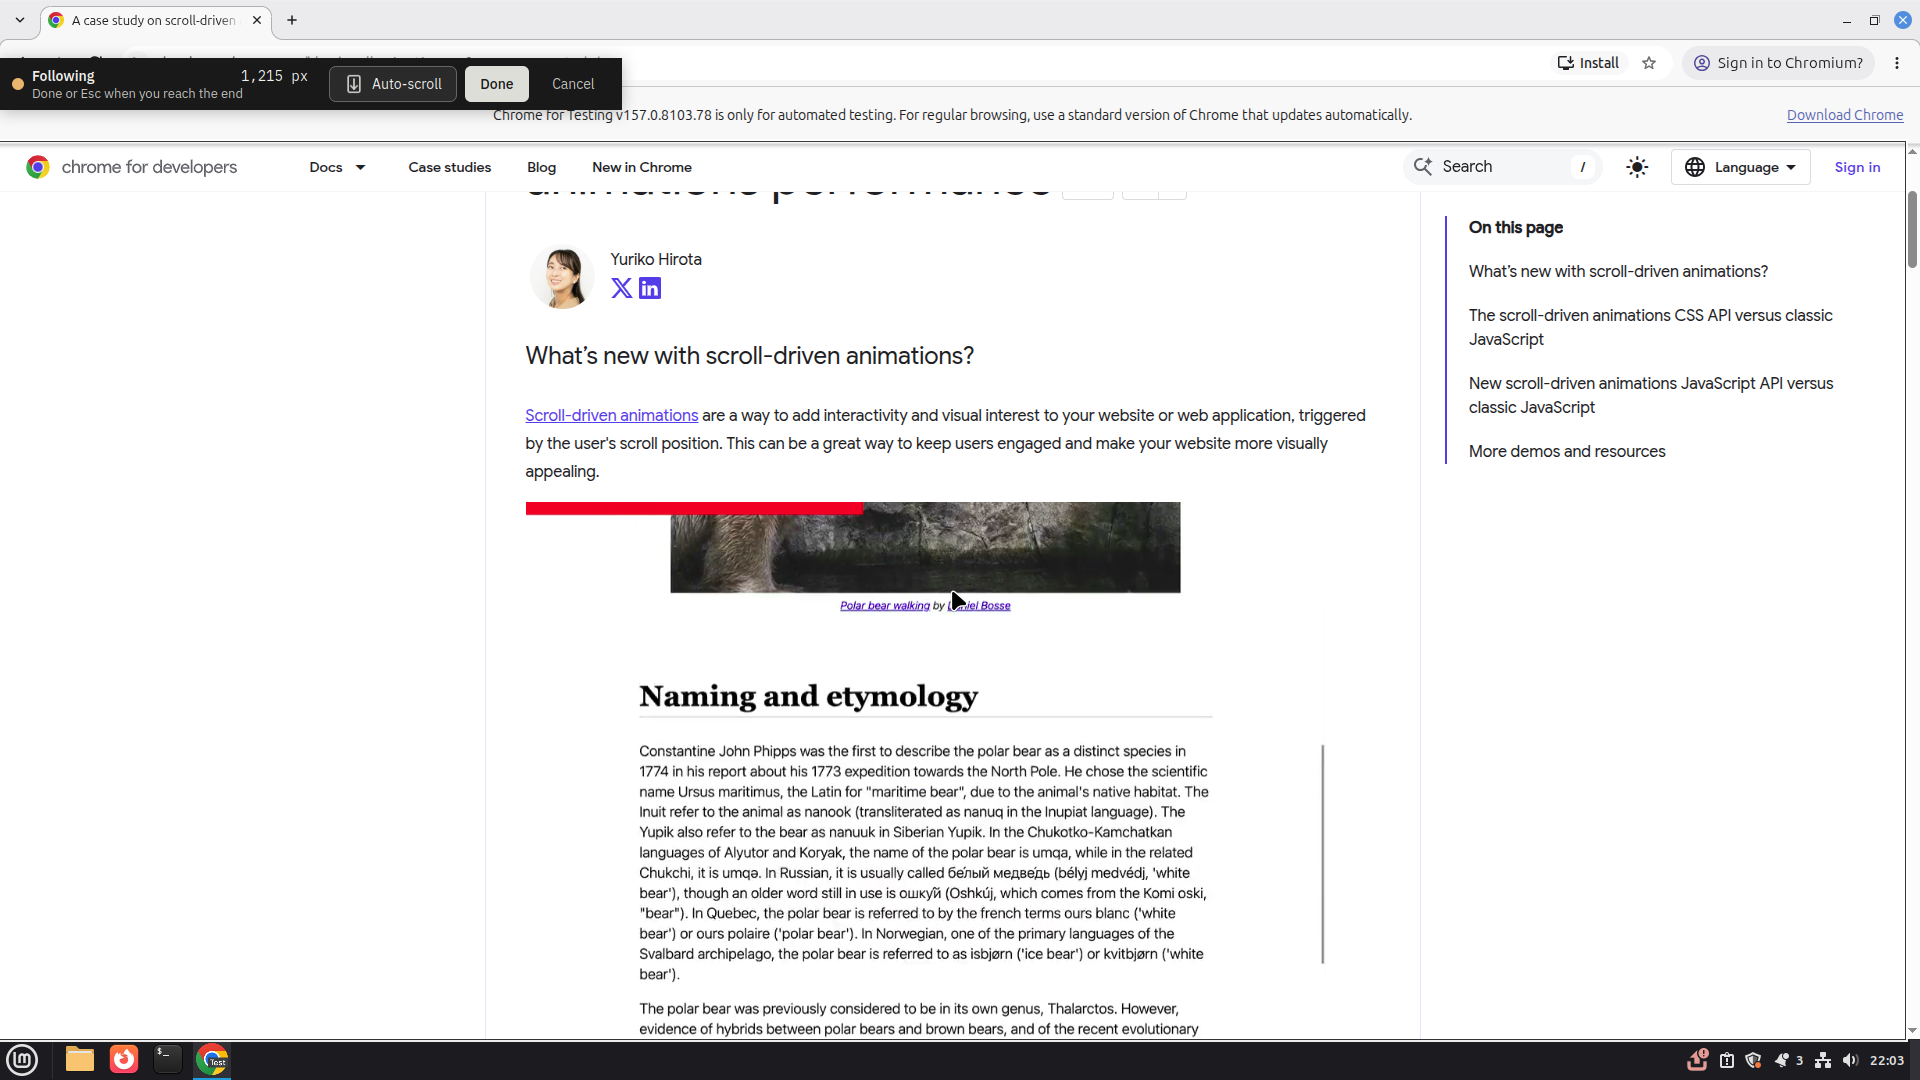 A case study on scroll-driven
Following
1,215 px
Done or Esc when you reach the end
Auto-scroll
Done
Cancel
Install
Sign in to Chromium?
Chrome for Testing v157.0.8103.78 is only for automated testing. For regular browsing, use a standard version of Chrome that updates automatically.
Download Chrome
chrome for developers
Docs
Case studies
Blog
New in Chrome
Search
/
Language
Sign in
animations performance
Yuriko Hirota
What’s new with scroll-driven animations?
Scroll-driven animations are a way to add interactivity and visual interest to your website or web application, triggered
by the user's scroll position. This can be a great way to keep users engaged and make your website more visually
appealing.
Polar bear walking by Bosse
Naming and etymology
Constantine John Phipps was the first to describe the polar bear as a distinct species in
1774 in his report about his 1773 expedition towards the North Pole. He chose the scientific
name Ursus maritimus, the Latin for "maritime bear", due to the animal's native habitat. The
Inuit refer to the animal as nanook (transliterated as nanuq in the Inupiat language). The
Yupik also refer to the bear as nanuuk in Siberian Yupik. In the Chukotko-Kamchatkan
languages of Alyutor and Koryak, the name of the polar bear is umqa, while in the related
Chukchi, it is umqə. In Russian, it is usually called бе́лый медве́дь (bélyj medvédj, 'white
bear'), though an older word still in use is ошку́й (Oshkúj, which comes from the Komi oski,
"bear"). In Quebec, the polar bear is referred to by the french terms ours blanc ('white
bear') or ours polaire ('polar bear'). In Norwegian, one of the primary languages of the
Svalbard archipelago, the polar bear is referred to as isbjørn ('ice bear') or kvitbjørn ('white
bear').
The polar bear was previously considered to be in its own genus, Thalarctos. However,
evidence of hybrids between polar bears and brown bears, and of the recent evolutionary
On this page
What’s new with scroll-driven animations?
The scroll-driven animations CSS API versus classic
JavaScript
New scroll-driven animations JavaScript API versus
classic JavaScript
More demos and resources
Test
3
22:03